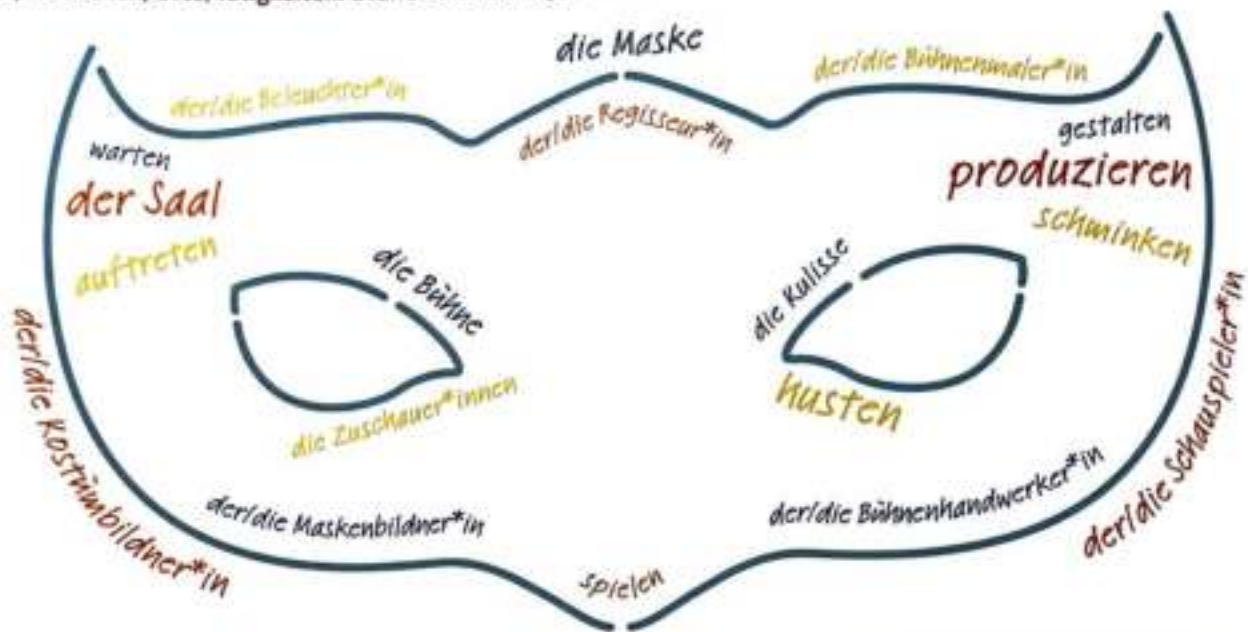 die Maske
der/die Beleuchter*in
der/die Bühnenmaler*in
der/die Regisseur*in
warten
gestalten
der Saal
produzieren
auftreten
schminken
die Bühne
die Kulisse
die Zuschauer*innen
husten
der/die Kostümbildner*in
der/die Schauspieler*in
der/die Maskenbildner*in
der/die Bühnenhandwerker*in
spielen